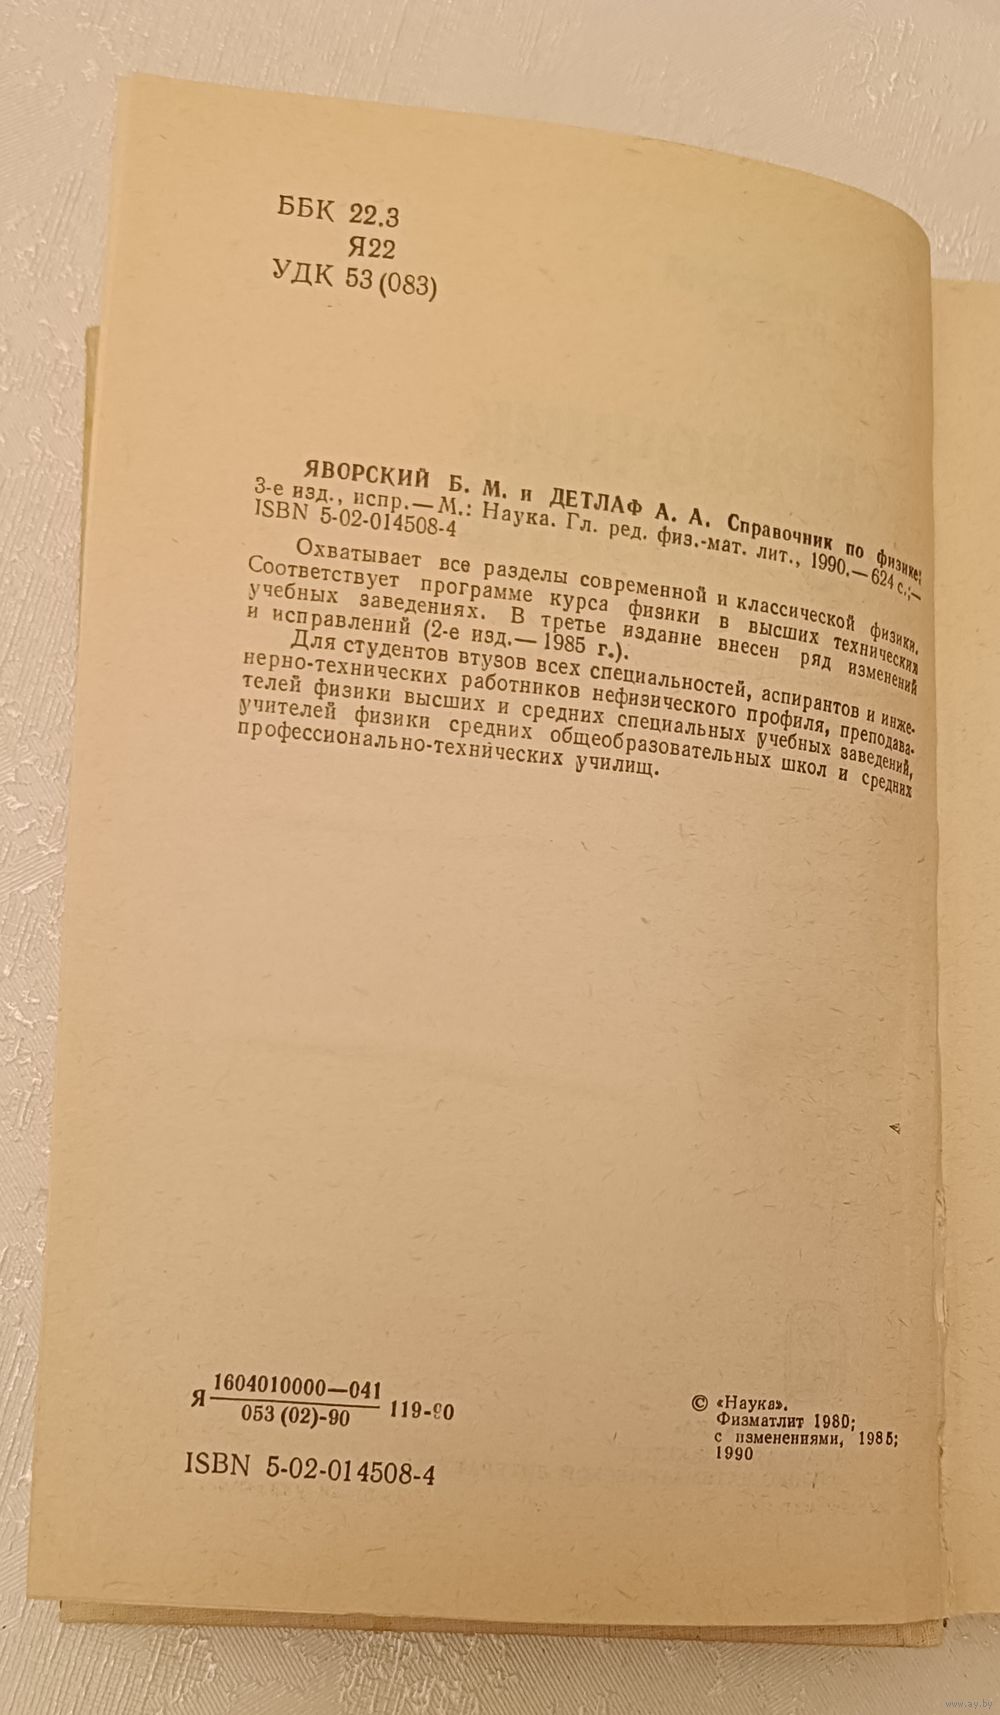 ББК 22.3
Я22
УДК 53(083)
ЯВОРСКИЙ Б. М. и ДЕТЛАФ А. А. Справочник по физике:
3-е изд., испр.—М.: Наука. Гл. ред. физ.-мат. лит., 1990.—624 с.;—
ISBN 5-02-014508-4
Охватывает все разделы современной и классической физики.
Соответствует программе курса физики в высших технических
учебных заведениях. В третье издание внесен ряд изменений
и исправлений (2-е изд.—1985 г.).
Для студентов втузов всех специальностей, аспирантов и инже-
нерно-технических работников нефизического профиля, преподава-
телей физики высших и средних специальных учебных заведений,
учителей физики средних общеобразовательных школ и средних
профессионально-технических училищ.
Я 1604010000—041
053 (02)-90 119-90
ISBN 5-02-014508-4
© «Наука».
Физматлит 1980;
с изменениями, 1985;
1990
www.ay.by